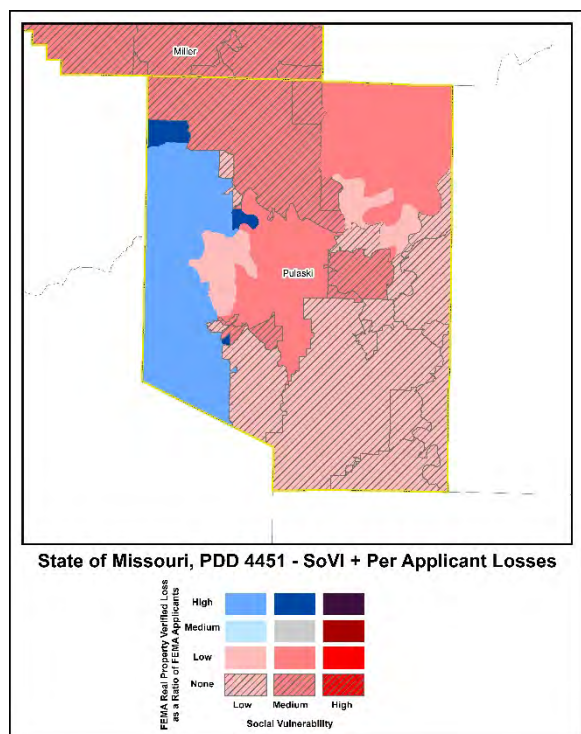 Miller
Pulaski
State of Missouri, PDD 4451 - SoVI + Per Applicant Losses
FEMA Real Property Verified Loss
as a Ratio of FEMA Applicants
High
Medium
Low
None
Low
Medium
High
Social Vulnerability